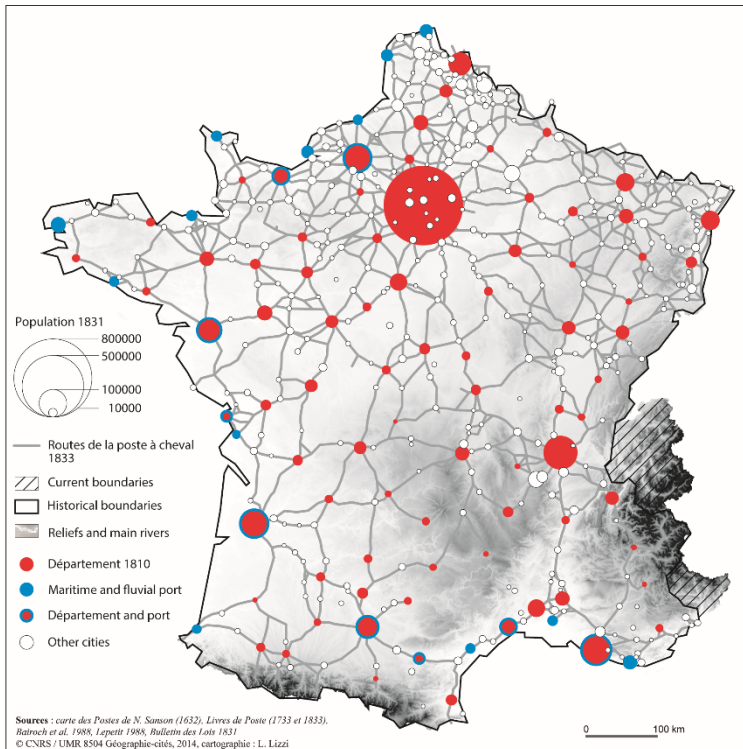 Population 1831
800000
500000
100000
10000
Routes de la poste à cheval
1833
Current boundaries
Historical boundaries
Reliefs and main rivers
Département 1810
Maritime and fluvial port
Département and port
Other cities
Sources : carte des Postes de N. Sanson (1632), Livres de Poste (1733 et 1833),
Bairoch et al. 1988, Lepetit 1988, Bulletin des Lois 1831
© CNRS / UMR 8504 Géographie-cités, 2014, cartographie : L. Lizzi
0 100 km